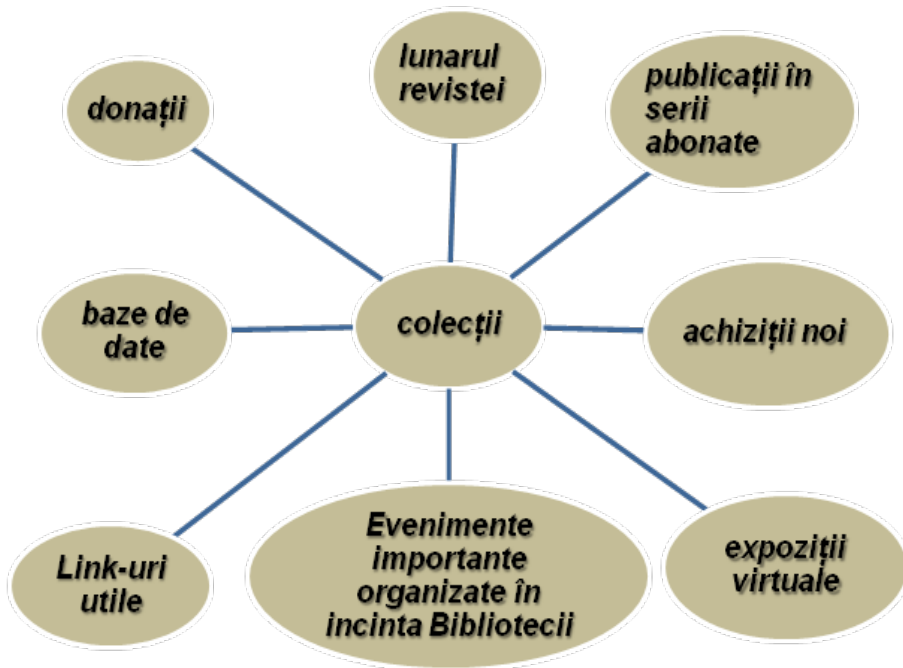 lunarul
revistei
publicații în
serii
abonate
donații
baze de
date
colecții
achiziții noi
Link-uri
utile
Evenimente
importante
organizate în
incinta Bibliotecii
expoziții
virtuale